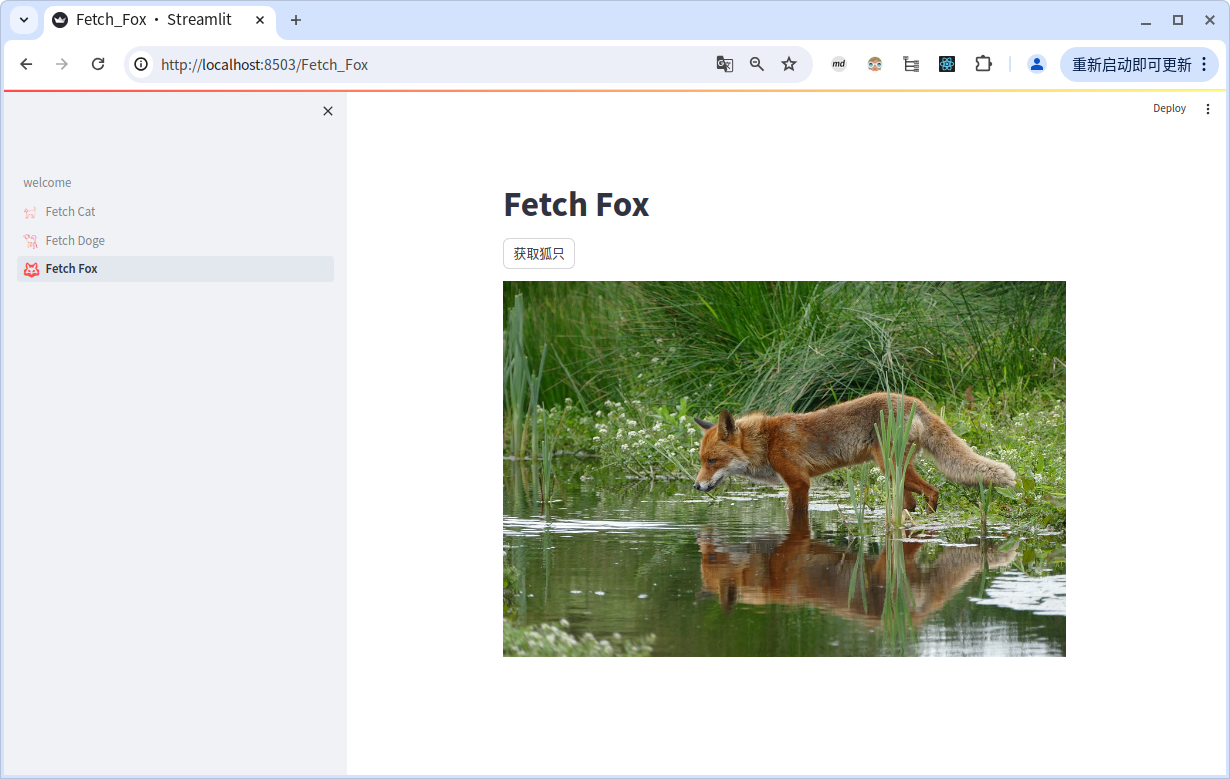 Fetch_Fox • Streamlit
http://localhost:8503/Fetch_Fox
md
重新启动即可更新
Deploy
welcome
Fetch Cat
Fetch Doge
Fetch Fox
Fetch Fox
获取狐只